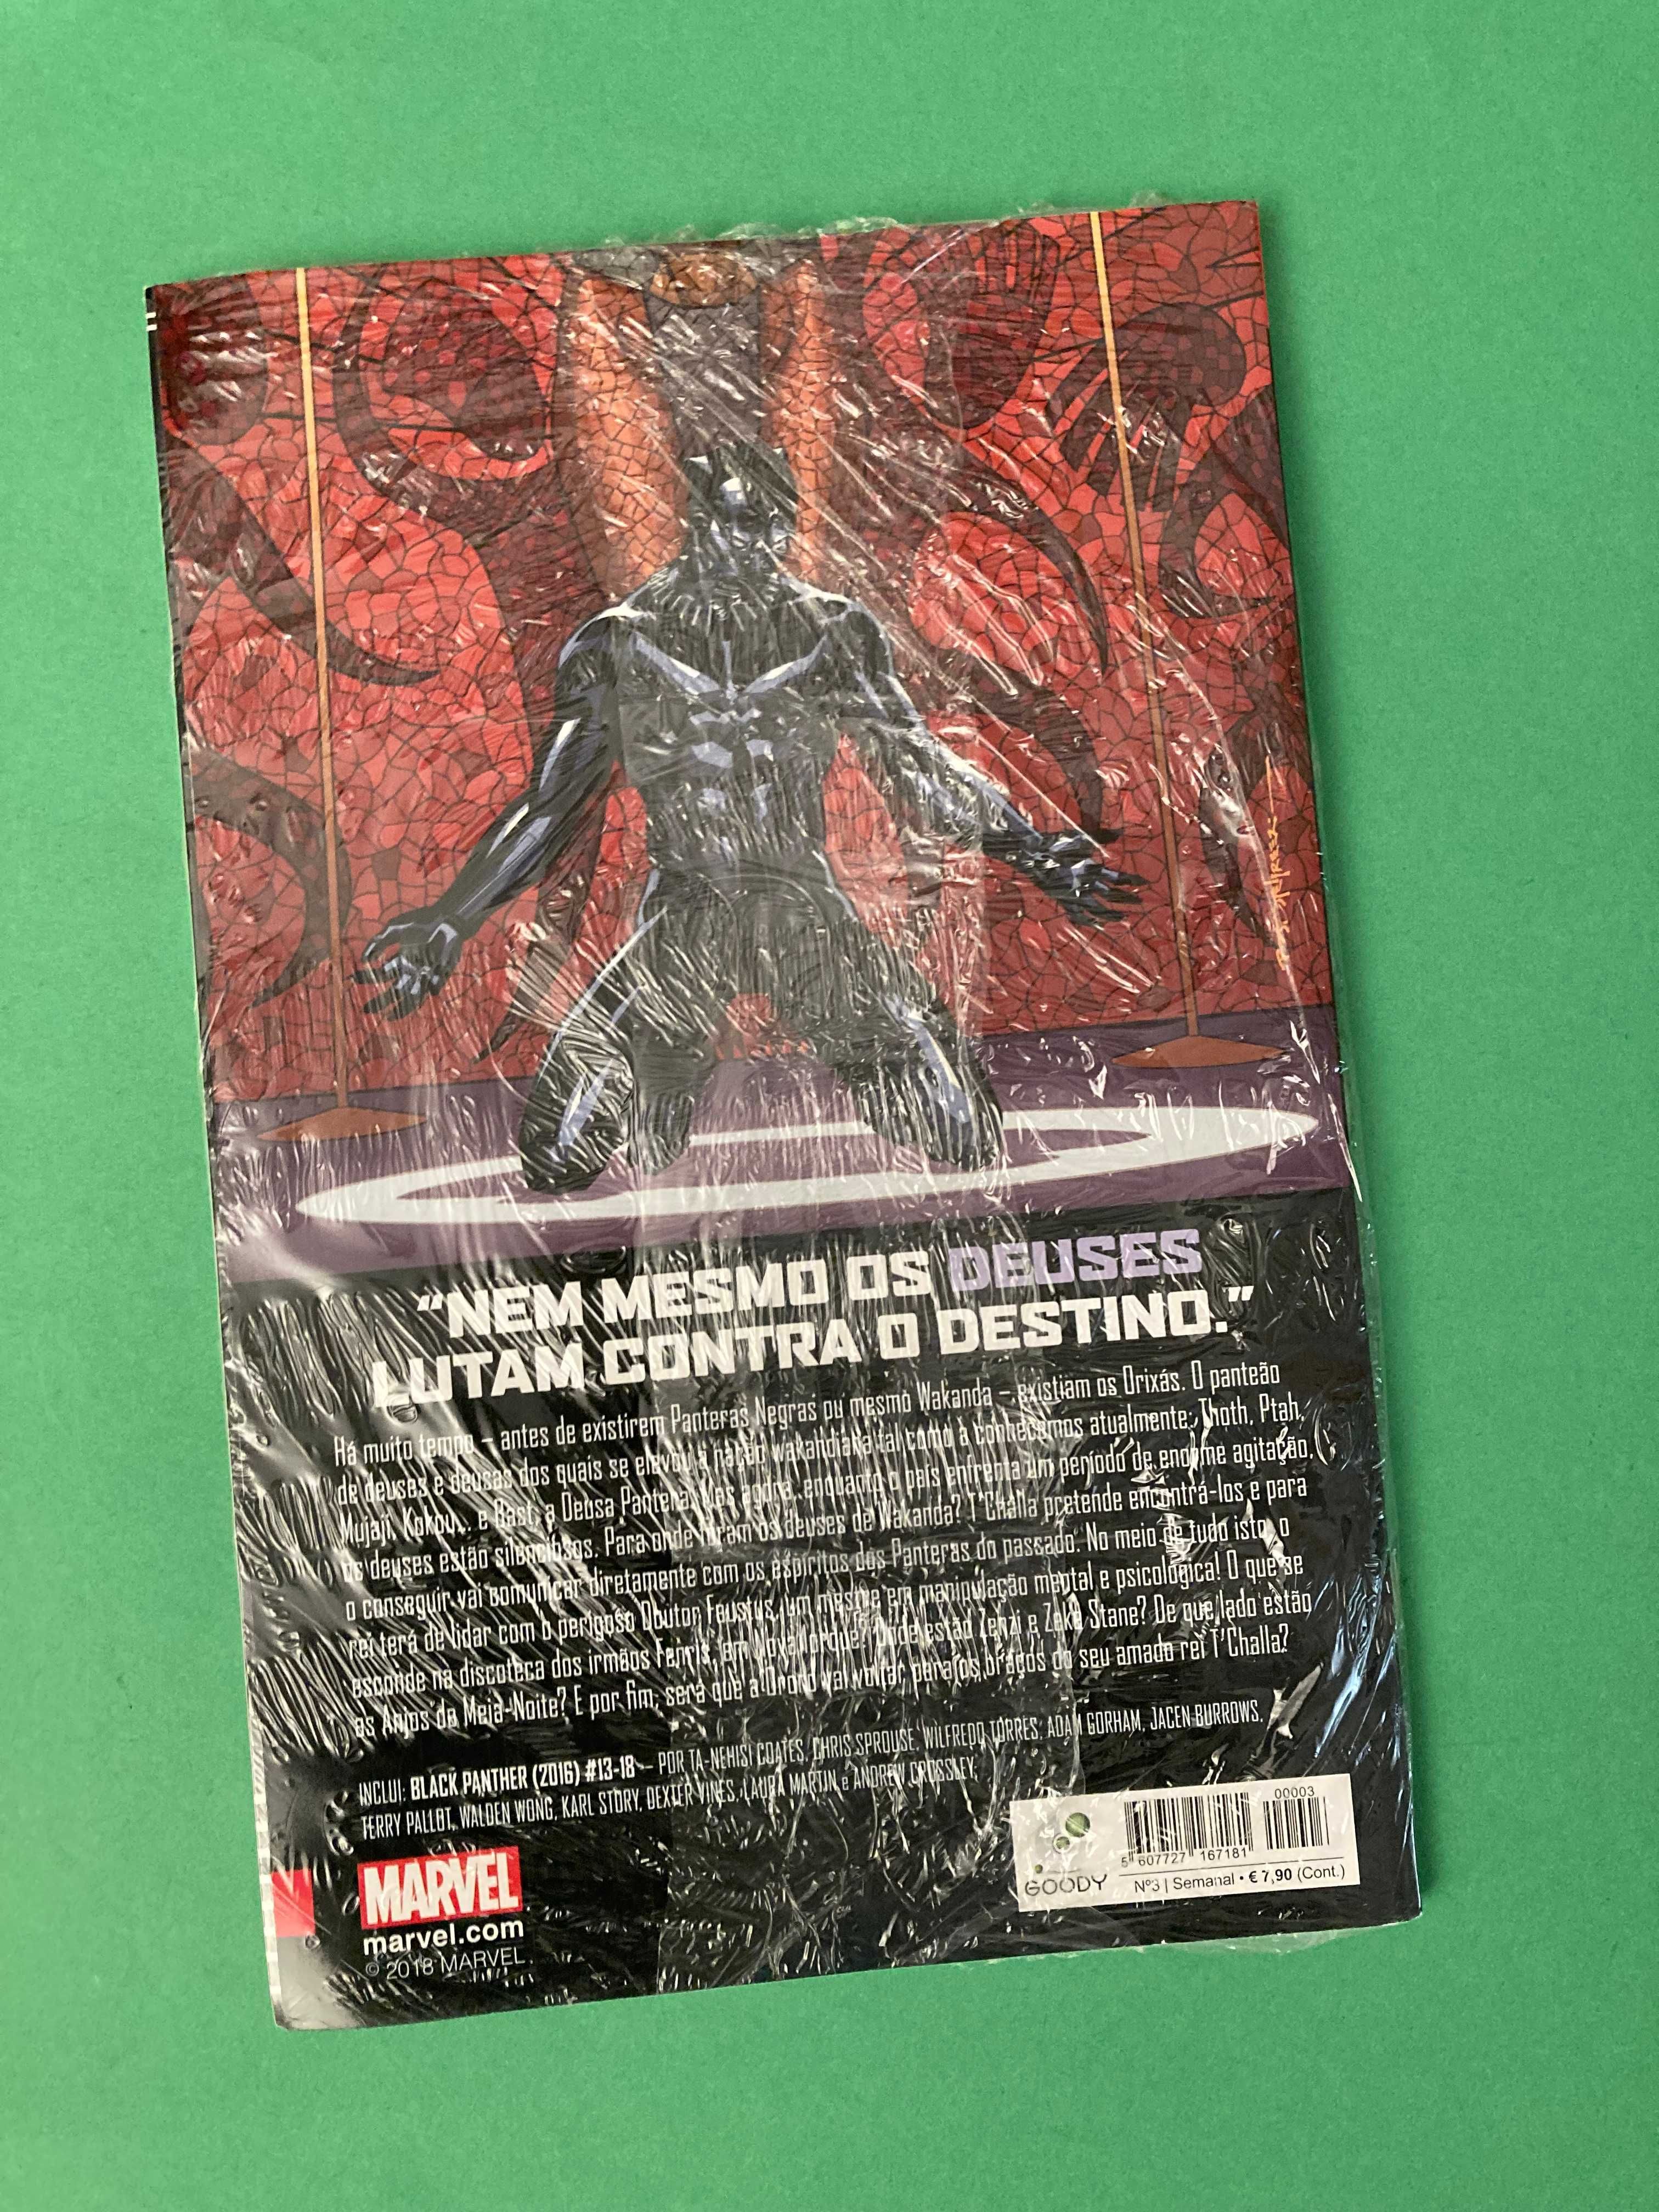 “NEM MESMO OS DEUSES
LUTAM CONTRA O DESTINO.”
Há muito tempo – antes de existirem Panteras Negras ou mesmo Wakanda – existiam os Orixás. O panteão
de deuses e deusas dos quais se elevou a nação wakandiana tal como a conhecemos atualmente: Thoth, Ptah,
Mujaji, Kokou... e Bast, a Deusa Pantera. Mas agora, enquanto o país enfrenta um período de enorme agitação,
os deuses estão silenciosos. Para onde foram os deuses de Wakanda? T’Challa pretende encontrá-los e para
o conseguir vai comunicar diretamente com os espíritos dos Panteras do passado. No meio de tudo isto, o
rei terá de lidar com o perigoso Doutor Faustus, um mestre em manipulação mental e psicológica! O que se
esconde na discoteca dos irmãos Fenris, em Nova Iorque? Onde estão Zenzi e Zeke Stane? De que lado estão
os Anjos da Meia-Noite? E por fim, será que a Ororo vai voltar para os braços do seu amado rei T’Challa?
INCLUI: BLACK PANTHER (2016) #13-18 – POR TA-NEHISI COATES, CHRIS SPROUSE, WILFREDO TORRES, ADAM GORHAM, JACEN BURROWS,
TERRY PALLOT, WALDEN WONG, KARL STORY, DEXTER VINES, LAURA MARTIN e ANDREW CROSSLEY.
MARVEL
marvel.com
© 2018 MARVEL
00003
5 607727 167181
GOODY
Nº3 | Semanal • € 7,90 (Cont.)